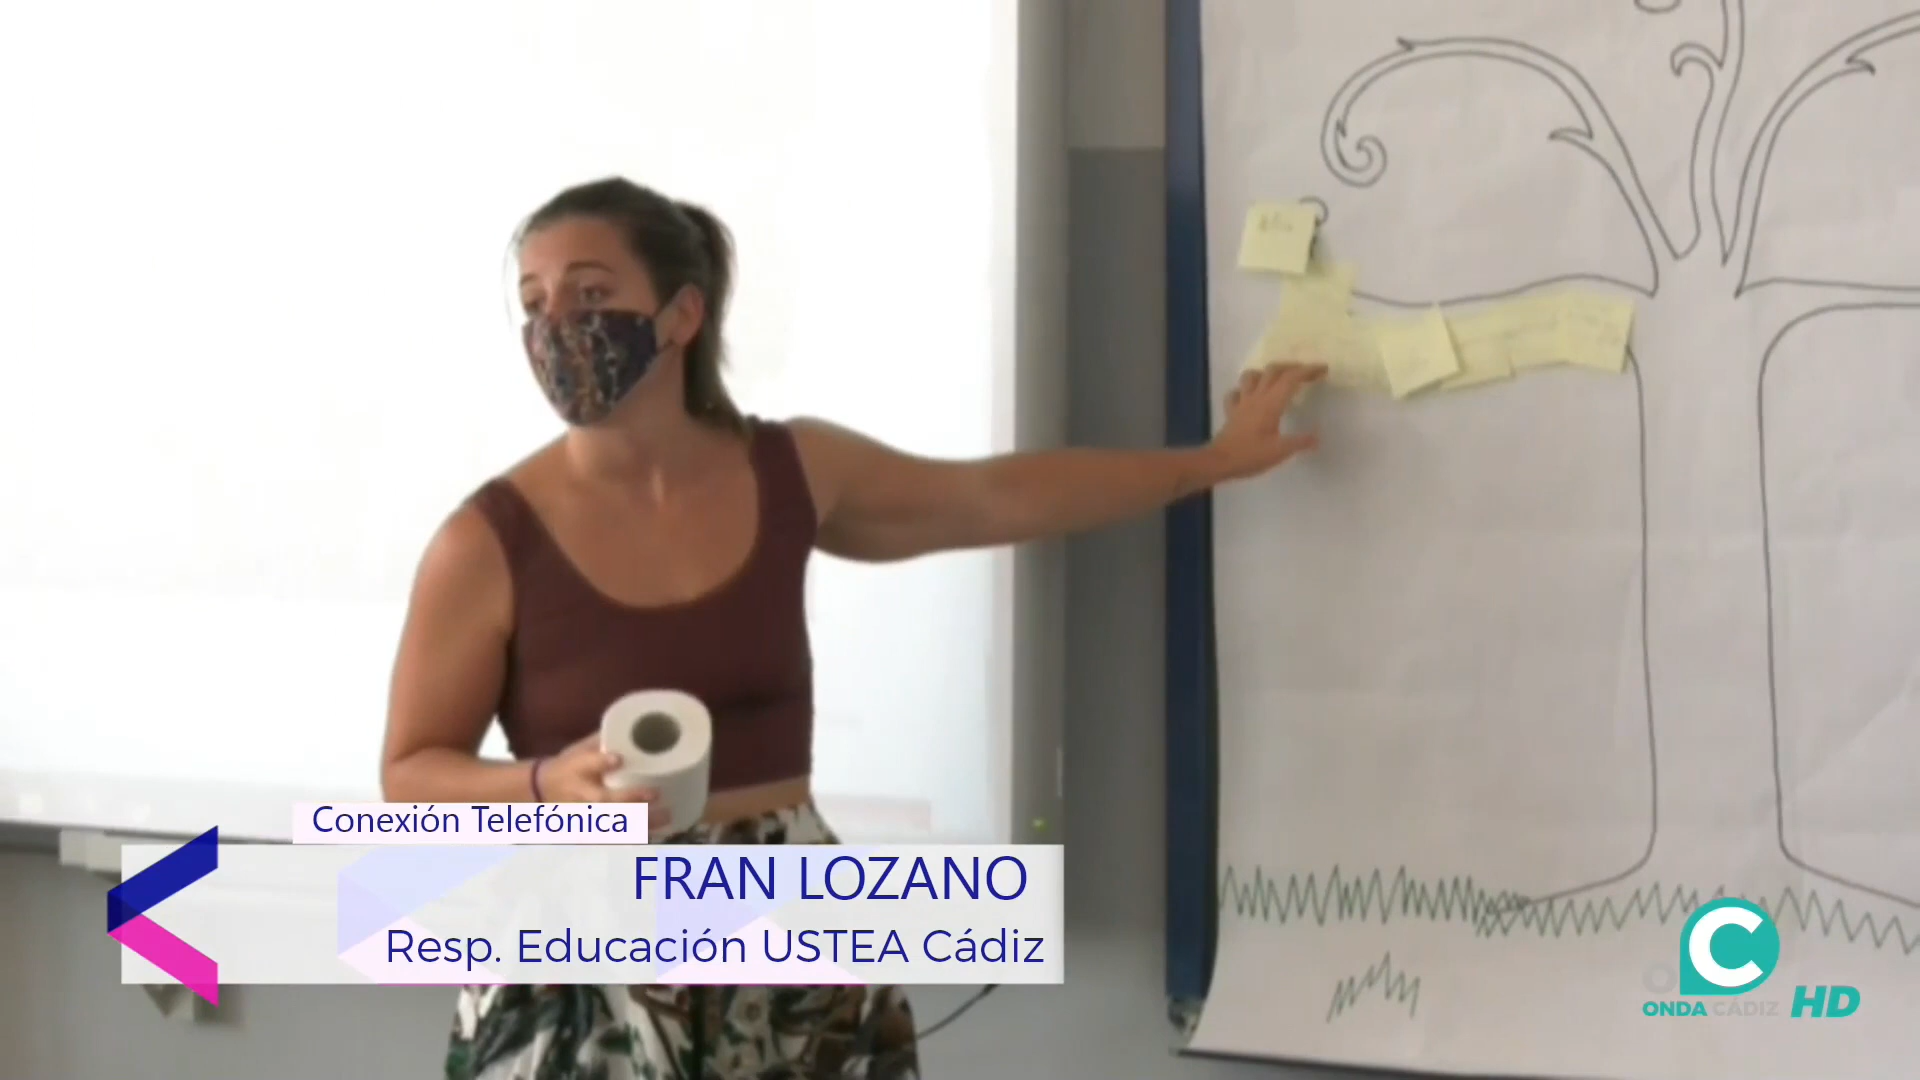 Conexión Telefónica
FRAN LOZANO
Resp. Educación USTEA Cádiz
ONDA CÁDIZ HD